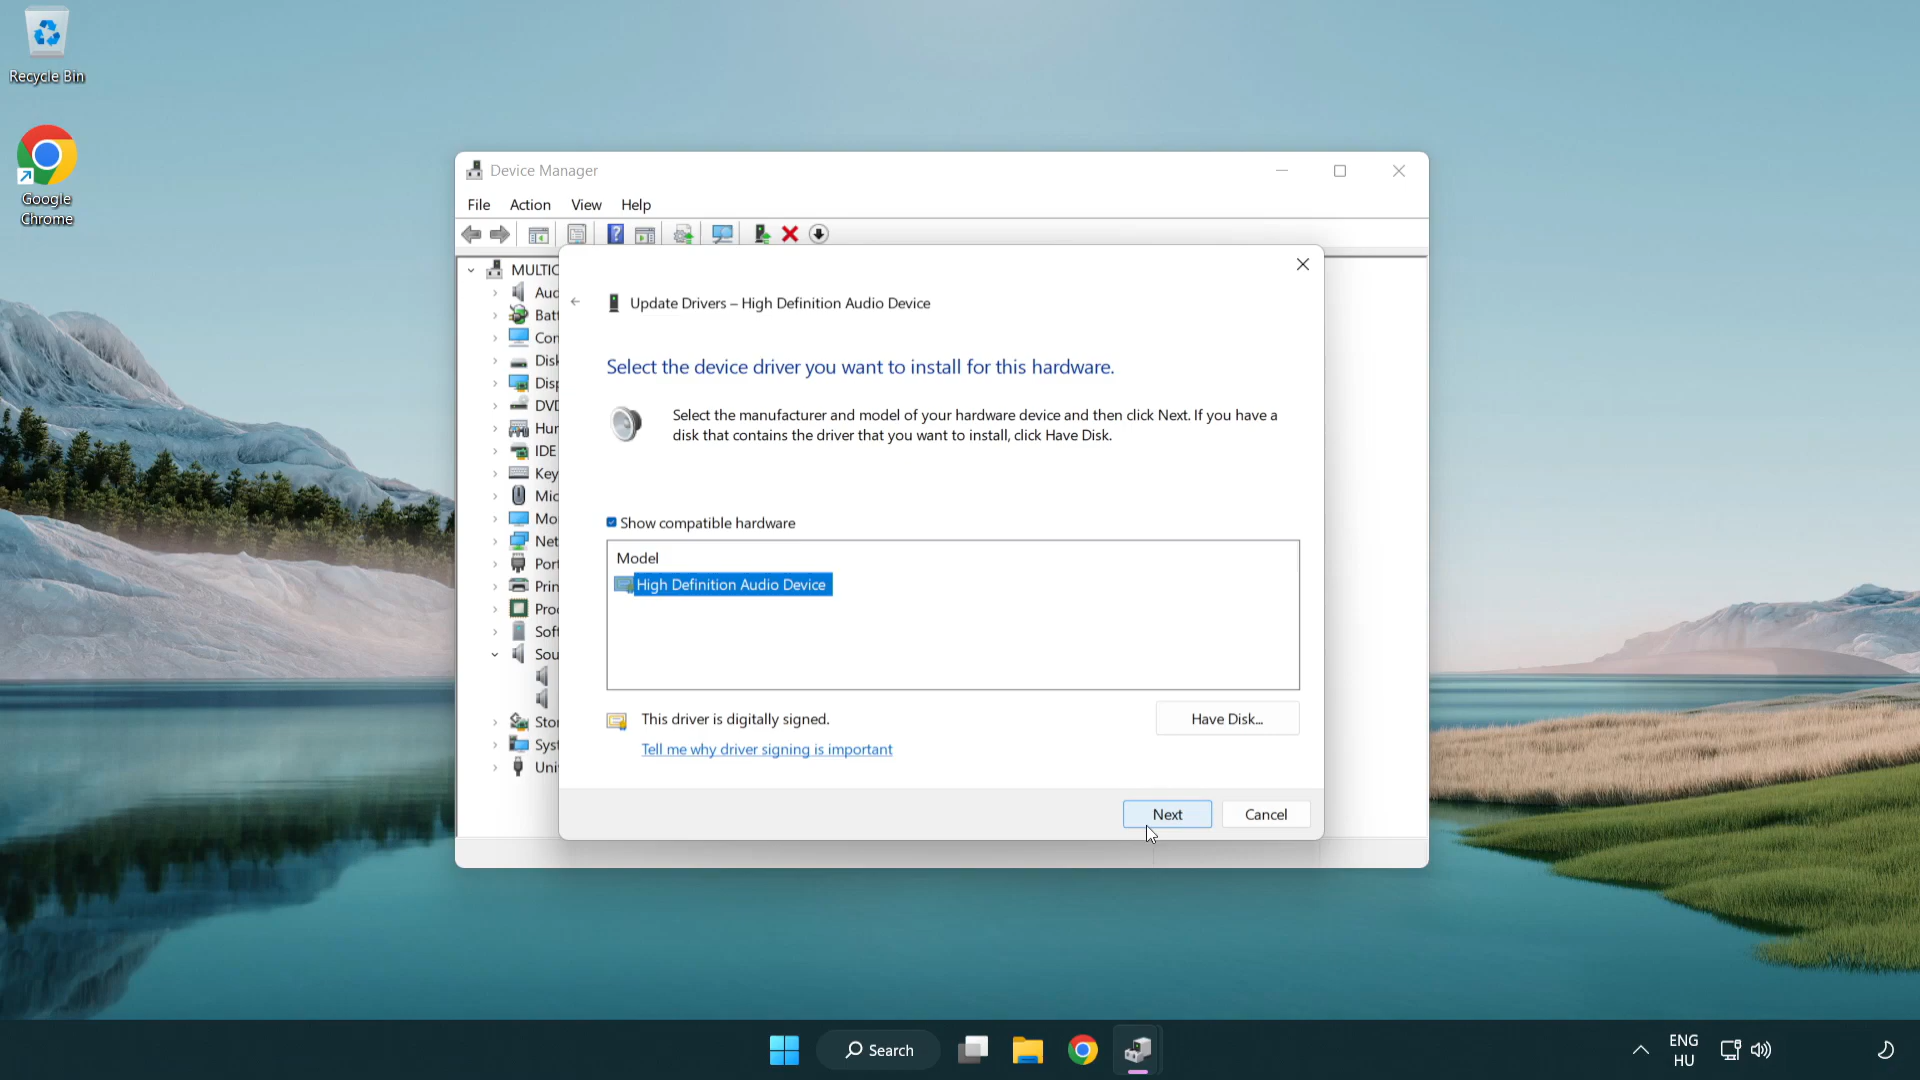 Recycle Bin
Google
Chrome
Device Manager
File Action View Help
MULTIC
Aud
Batt
Con
Disk
Disp
DVD
Hum
IDE
Key
Mic
Mo
Net
Port
Prin
Proc
Soft
Sou
Stor
Syst
Uni
Update Drivers – High Definition Audio Device
Select the device driver you want to install for this hardware.
Select the manufacturer and model of your hardware device and then click Next. If you have a
disk that contains the driver that you want to install, click Have Disk.
Show compatible hardware
Model
High Definition Audio Device
This driver is digitally signed.
Have Disk...
Tell me why driver signing is important
Next
Cancel
Search
ENG
HU